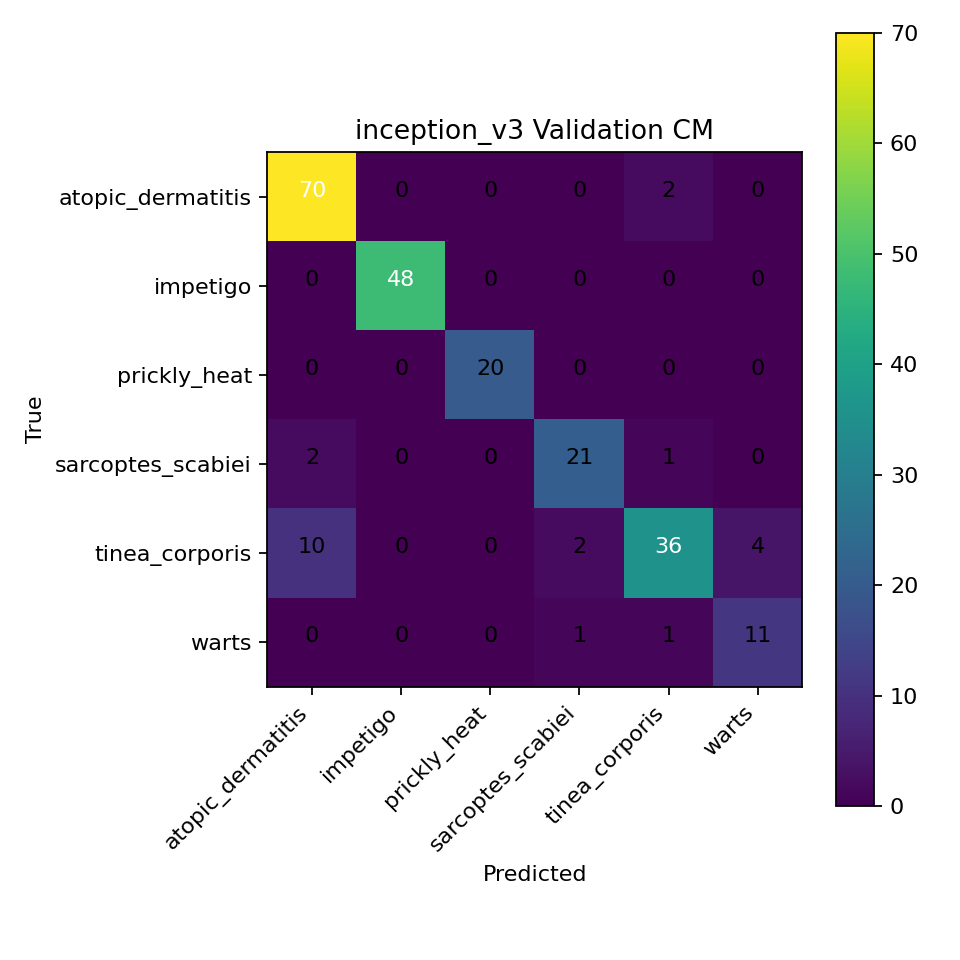 inception_v3 Validation CM
atopic_dermatitis 70 0 0 0 2 0
impetigo 0 48 0 0 0 0
prickly_heat 0 0 20 0 0 0
sarcoptes_scabiei 2 0 0 21 1 0
tinea_corporis 10 0 0 2 36 4
warts 0 0 0 1 1 11
True
atopic_dermatitis
impetigo
prickly_heat
sarcoptes_scabiei
tinea_corporis
warts
Predicted
70
60
50
40
30
20
10
0